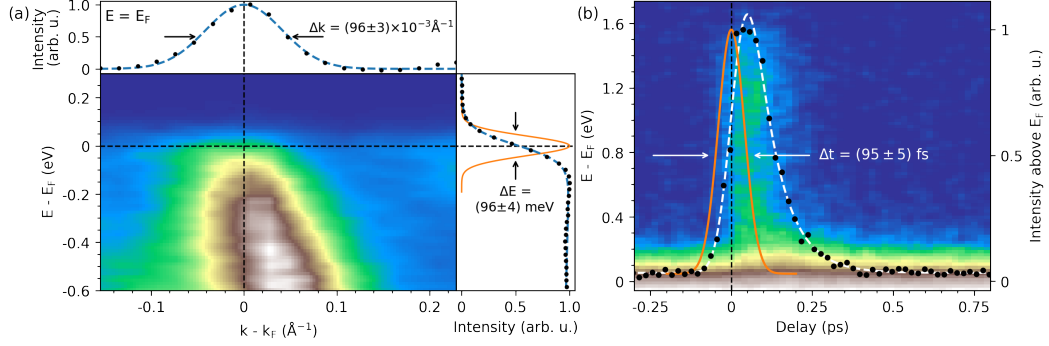 (a)
Intensity
(arb. u.)
1
0
E = E_F
Δk = (96±3)×10⁻³Å⁻¹
E - E_F (eV)
0.2
0
-0.2
-0.4
-0.6
-0.1
0
0.1
0.2
k - k_F (Å⁻¹)
ΔE =
(96±4) meV
0.0
0.5
1.0
Intensity (arb. u.)
(b)
E - E_F (eV)
1.6
1.2
0.8
0.4
0
Δt = (95 ± 5) fs
1
0.5
0
Intensity above E_F (arb. u.)
-0.25
0
0.25
0.5
0.75
Delay (ps)